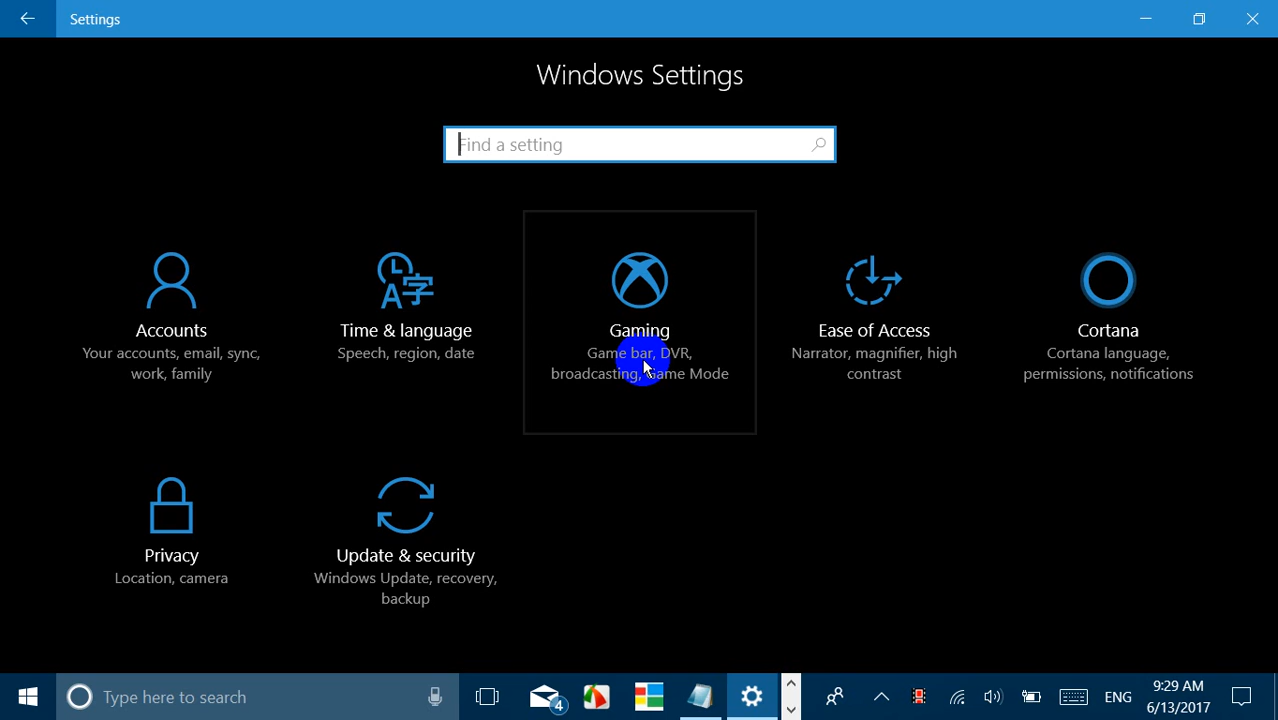 Settings
Windows Settings
Find a setting
Accounts
Your accounts, email, sync,
work, family
Time & language
Speech, region, date
Gaming
Game bar, DVR,
broadcasting, Game Mode
Ease of Access
Narrator, magnifier, high
contrast
Cortana
Cortana language,
permissions, notifications
Privacy
Location, camera
Update & security
Windows Update, recovery,
backup
Type here to search
4
ENG
9:29 AM
6/13/2017